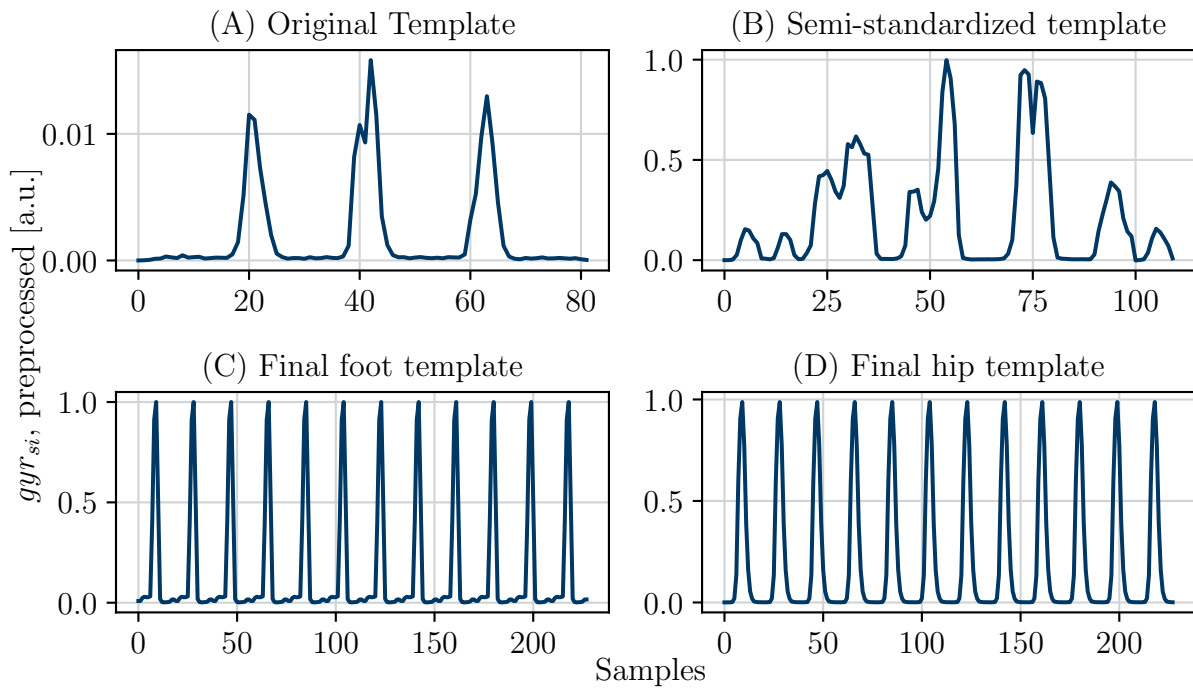 (A) Original Template
(B) Semi-standardized template
0.01
0.00
0 20 40 60 80
1.0
0.5
0.0
0 25 50 75 100
gyr_si, preprocessed [a.u.]
(C) Final foot template
(D) Final hip template
1.0
0.5
0.0
0 50 100 150 200
1.0
0.5
0.0
0 50 100 150 200
Samples